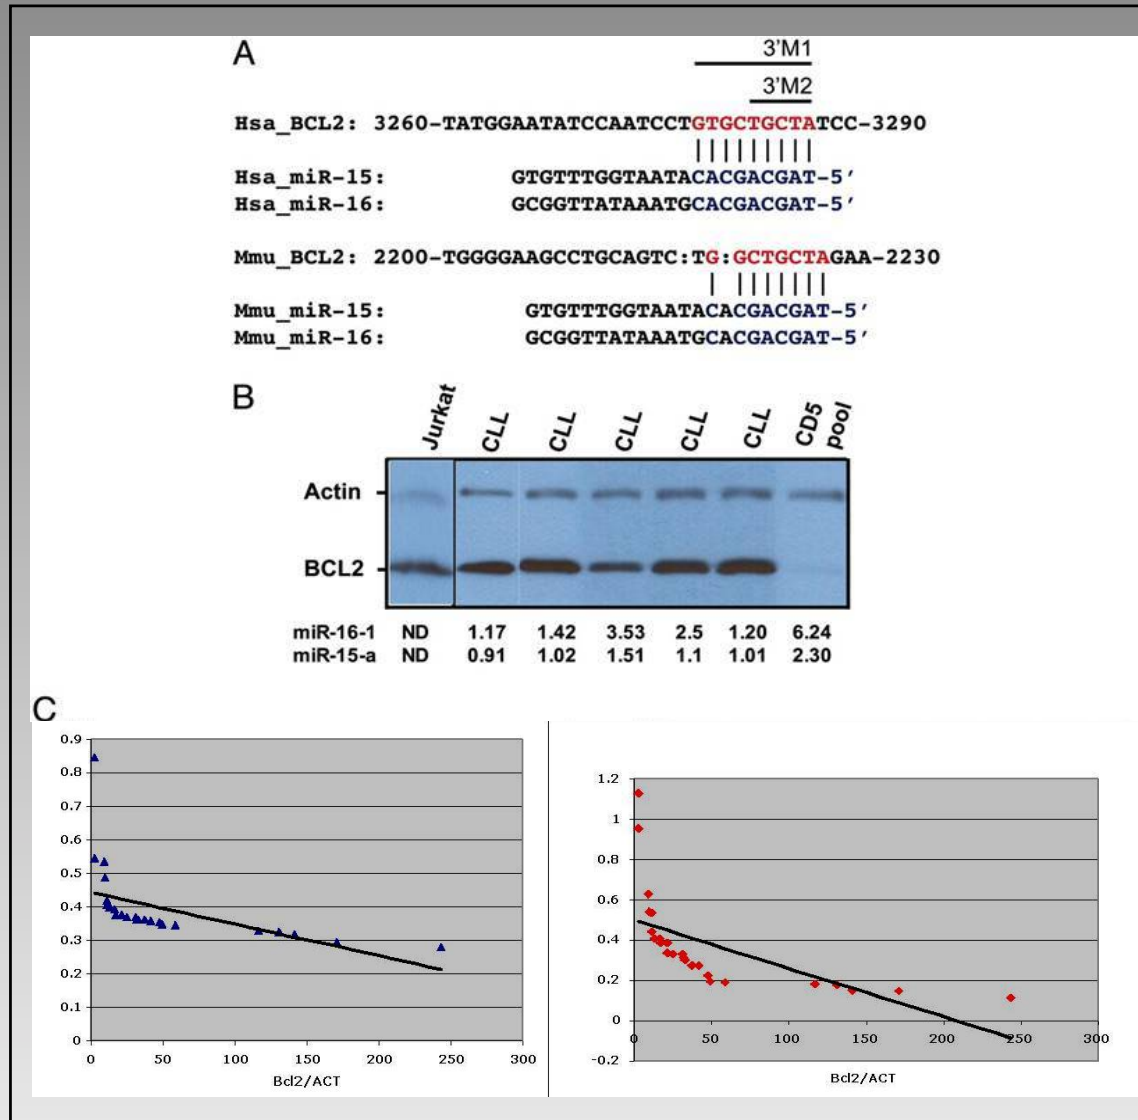 A
3'M1
3'M2
Hsa_BCL2: 3260-TATGGAATATCCAATCCTGTGCTGCTATCC-3290
Hsa_miR-15: GTGTTTGGTAATACACGACGAT-5′
Hsa_miR-16: GCGGTTATAAATGCACGACGAT-5′
Mmu_BCL2: 2200-TGGGGAAGCCTGCAGTC:TG:GCTGCTAGAA-2230
Mmu_miR-15: GTGTTTGGTAATACACGACGAT-5′
Mmu_miR-16: GCGGTTATAAATGCACGACGAT-5′
B
Jurkat CLL CLL CLL CLL CLL CD5 pool
Actin
BCL2
miR-16-1 ND 1.17 1.42 3.53 2.5 1.20 6.24
miR-15-a ND 0.91 1.02 1.51 1.1 1.01 2.30
C
0.9
0.8
0.7
0.6
0.5
0.4
0.3
0.2
0.1
0
0 50 100 150 200 250 300
Bcl2/ACT
1.2
1
0.8
0.6
0.4
0.2
0
-0.2
0 50 100 150 200 250 300
Bcl2/ACT